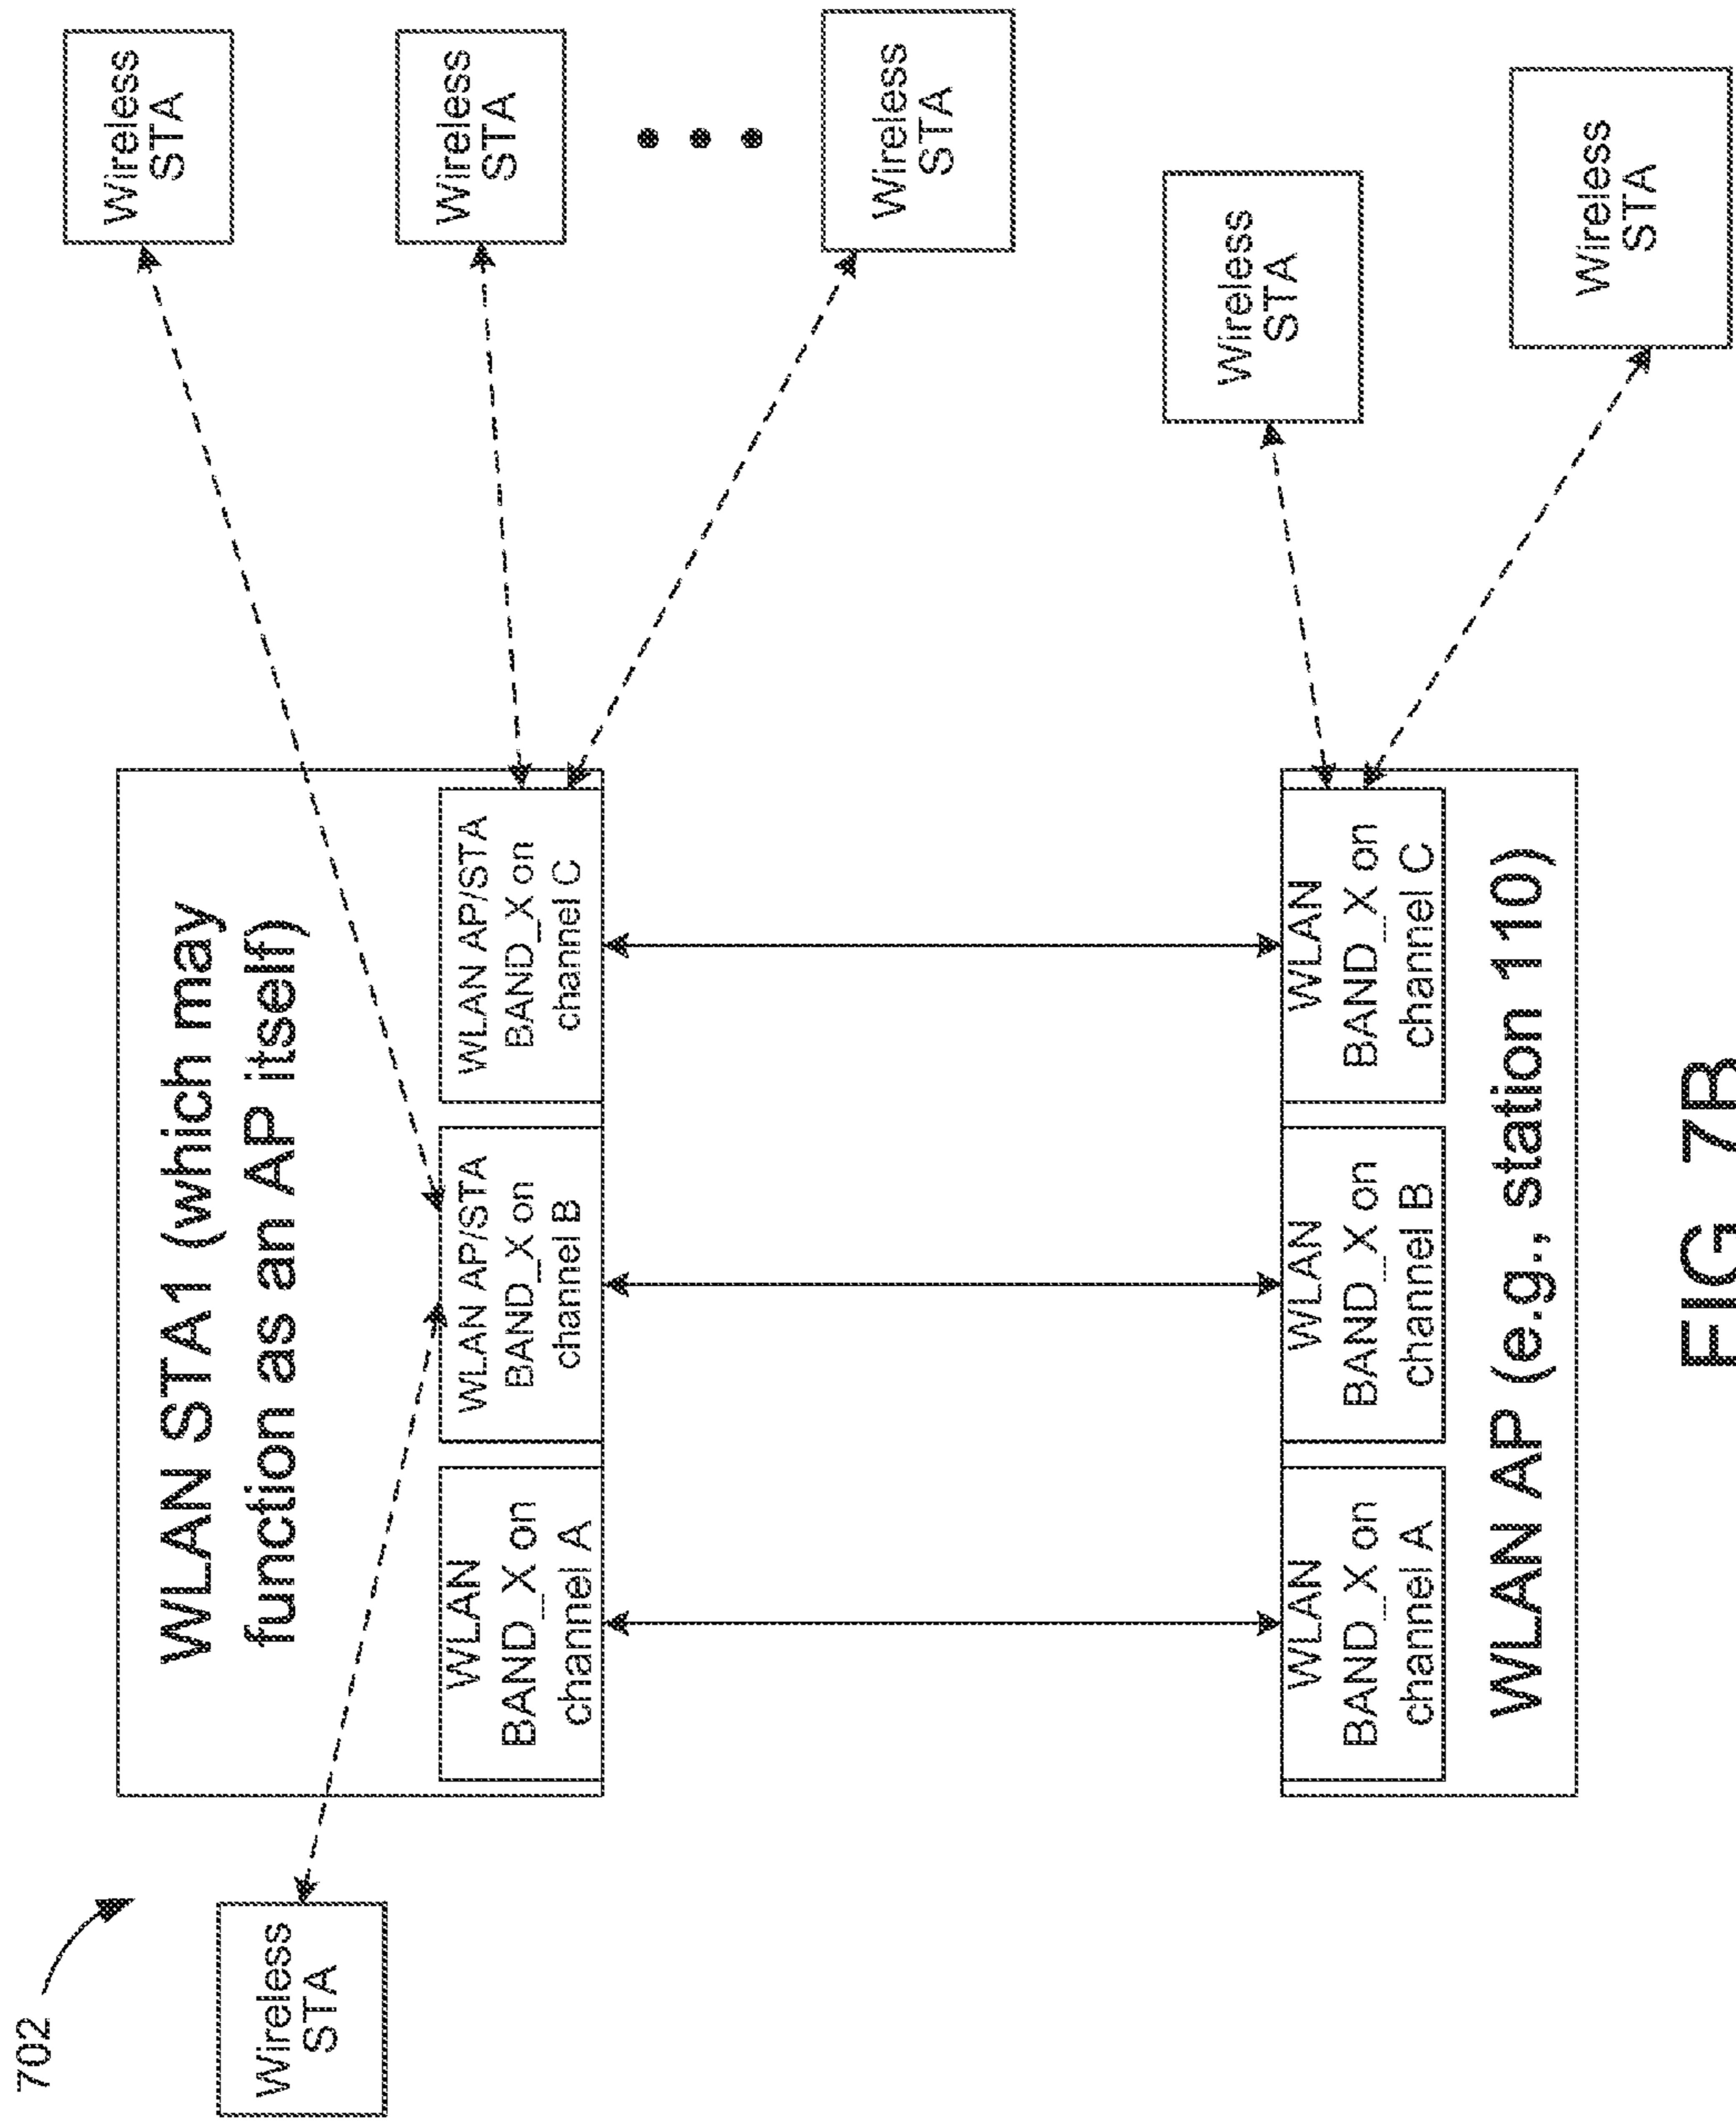 702
Wireless
STA
WLAN STA1 (which may
function as an AP itself)
WLAN
BAND_X on
channel A
WLAN AP/STA
BAND_X on
channel B
WLAN AP/STA
BAND_X on
channel C
Wireless
STA
Wireless
STA
Wireless
STA
WLAN
BAND_X on
channel A
WLAN
BAND_X on
channel B
WLAN
BAND_X on
channel C
WLAN AP (e.g., station 110)
Wireless
STA
Wireless
STA
FIG 7B